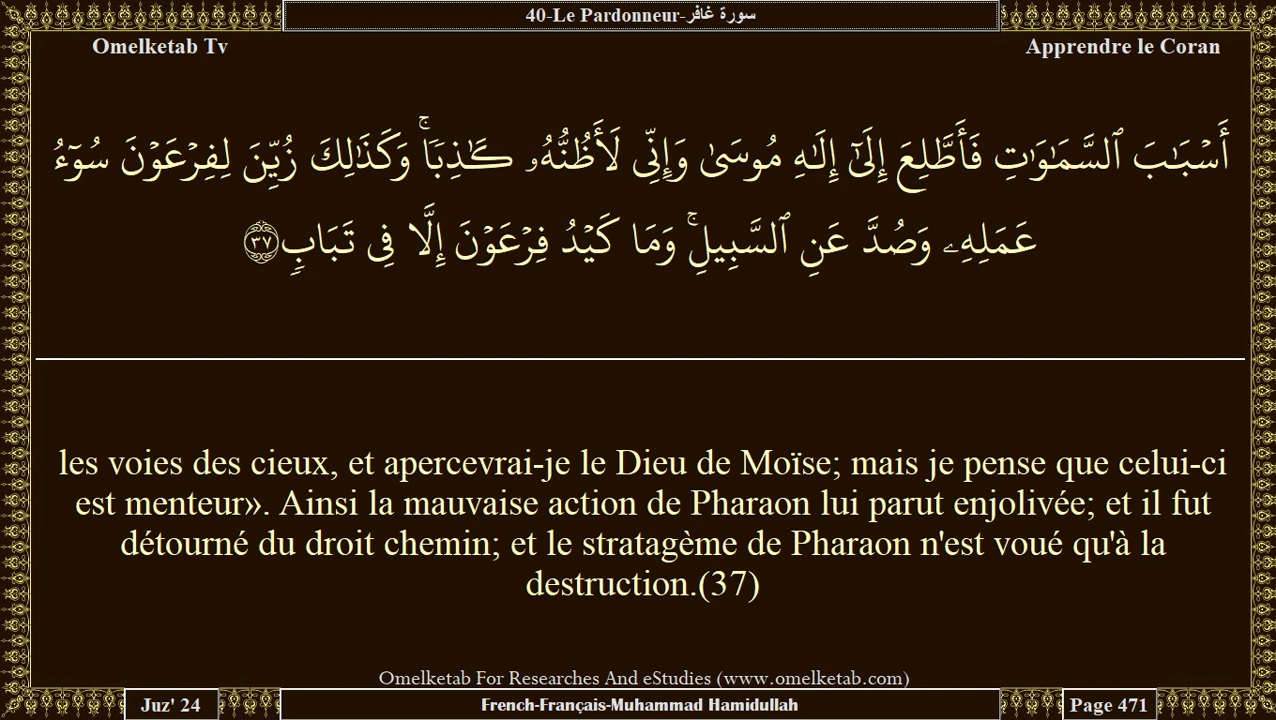 40-Le Pardonneur-سورة غافر
Omelketab Tv
Apprendre le Coran
أَسْبَـٰبَ ٱلسَّمَـٰوَٰتِ فَأَطَّلِعَ إِلَىٰٓ إِلَـٰهِ مُوسَىٰ وَإِنِّى لَأَظُنُّهُۥ كَـٰذِبًا ۚ وَكَذَٰلِكَ زُيِّنَ لِفِرْعَوْنَ سُوٓءُ
عَمَلِهِۦ وَصُدَّ عَنِ ٱلسَّبِيلِ ۚ وَمَا كَيْدُ فِرْعَوْنَ إِلَّا فِى تَبَابٍ ٣٧
les voies des cieux, et apercevrai-je le Dieu de Moïse; mais je pense que celui-ci
est menteur». Ainsi la mauvaise action de Pharaon lui parut enjolivée; et il fut
détourné du droit chemin; et le stratagème de Pharaon n'est voué qu'à la
destruction.(37)
Omelketab For Researches And eStudies (www.omelketab.com)
Juz' 24
French-Français-Muhammad Hamidullah
Page 471